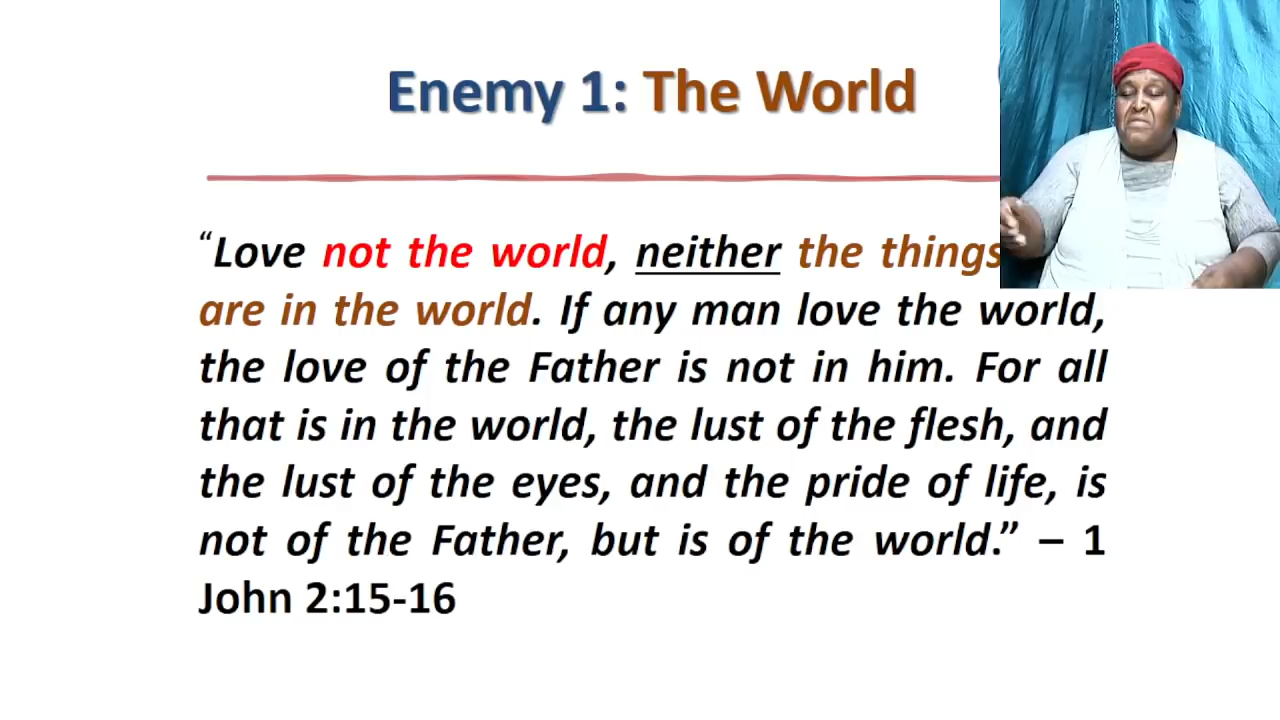 Enemy 1: The World
“Love not the world, neither the things
are in the world. If any man love the world,
the love of the Father is not in him. For all
that is in the world, the lust of the flesh, and
the lust of the eyes, and the pride of life, is
not of the Father, but is of the world.” – 1
John 2:15-16